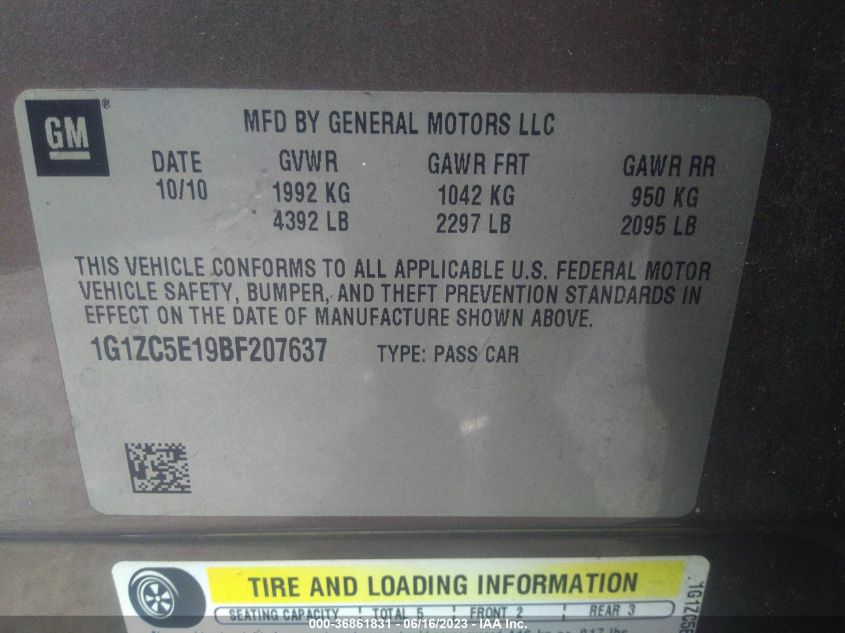 GM ®
MFD BY GENERAL MOTORS LLC
DATE GVWR GAWR FRT GAWR RR
10/10 1992 KG 1042 KG 950 KG
4392 LB 2297 LB 2095 LB
THIS VEHICLE CONFORMS TO ALL APPLICABLE U.S. FEDERAL MOTOR
VEHICLE SAFETY, BUMPER, AND THEFT PREVENTION STANDARDS IN
EFFECT ON THE DATE OF MANUFACTURE SHOWN ABOVE.
1G1ZC5E19BF207637 TYPE: PASS CAR
TIRE AND LOADING INFORMATION
SEATING CAPACITY TOTAL 5 FRONT 2 REAR 3
1G1ZC5E
000-36861831 - 06/16/2023 - IAA Inc.